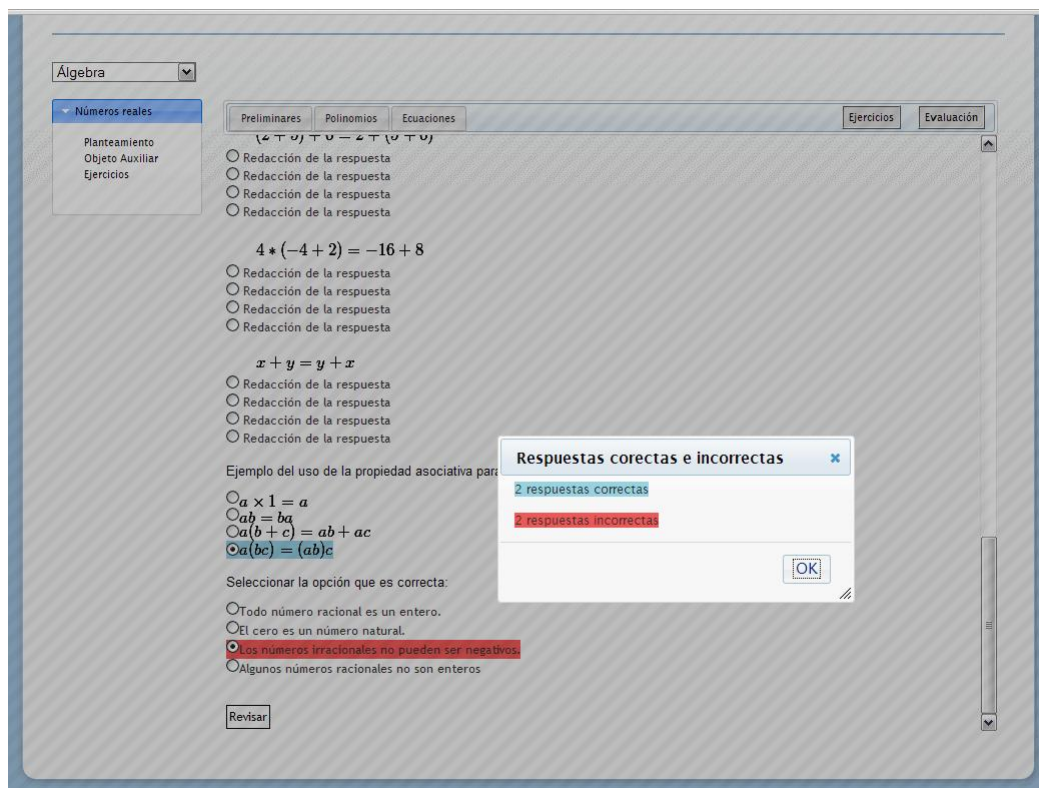 Álgebra
Números reales
Planteamiento
Objeto Auxiliar
Ejercicios
Preliminares Polinomios Ecuaciones Ejercicios Evaluación
(2 + 5) + 6 = 2 + (5 + 6)
Redacción de la respuesta
Redacción de la respuesta
Redacción de la respuesta
Redacción de la respuesta
4 * (−4 + 2) = −16 + 8
Redacción de la respuesta
Redacción de la respuesta
Redacción de la respuesta
Redacción de la respuesta
x + y = y + x
Redacción de la respuesta
Redacción de la respuesta
Redacción de la respuesta
Redacción de la respuesta
Ejemplo del uso de la propiedad asociativa para
a × 1 = a
ab = ba
a(b + c) = ab + ac
a(bc) = (ab)c
Seleccionar la opción que es correcta:
Todo número racional es un entero.
El cero es un número natural.
Los números irracionales no pueden ser negativos.
Algunos números racionales no son enteros
Revisar
Respuestas corectas e incorrectas
2 respuestas correctas
2 respuestas incorrectas
OK